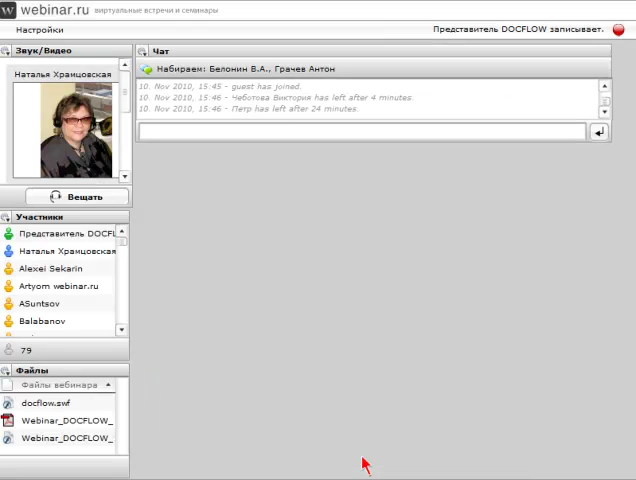 w webinar.ru виртуальные встречи и семинары
Настройки
Представитель DOCFLOW записывает.
Звук/Видео
Наталья Храмцовская
Вещать
Участники
Представитель DOCFL
Наталья Храмцовская
Alexei Sekarin
Artyom webinar.ru
ASuntsov
Balabanov
79
Файлы
Файлы вебинара
docflow.swf
Webinar_DOCFLOW_
Webinar_DOCFLOW_
Чат
Набираем: Белонин В.А., Грачев Антон
10. Nov 2010, 15:45 - guest has joined.
10. Nov 2010, 15:46 - Чеботова Виктория has left after 4 minutes.
10. Nov 2010, 15:46 - Петр has left after 24 minutes.